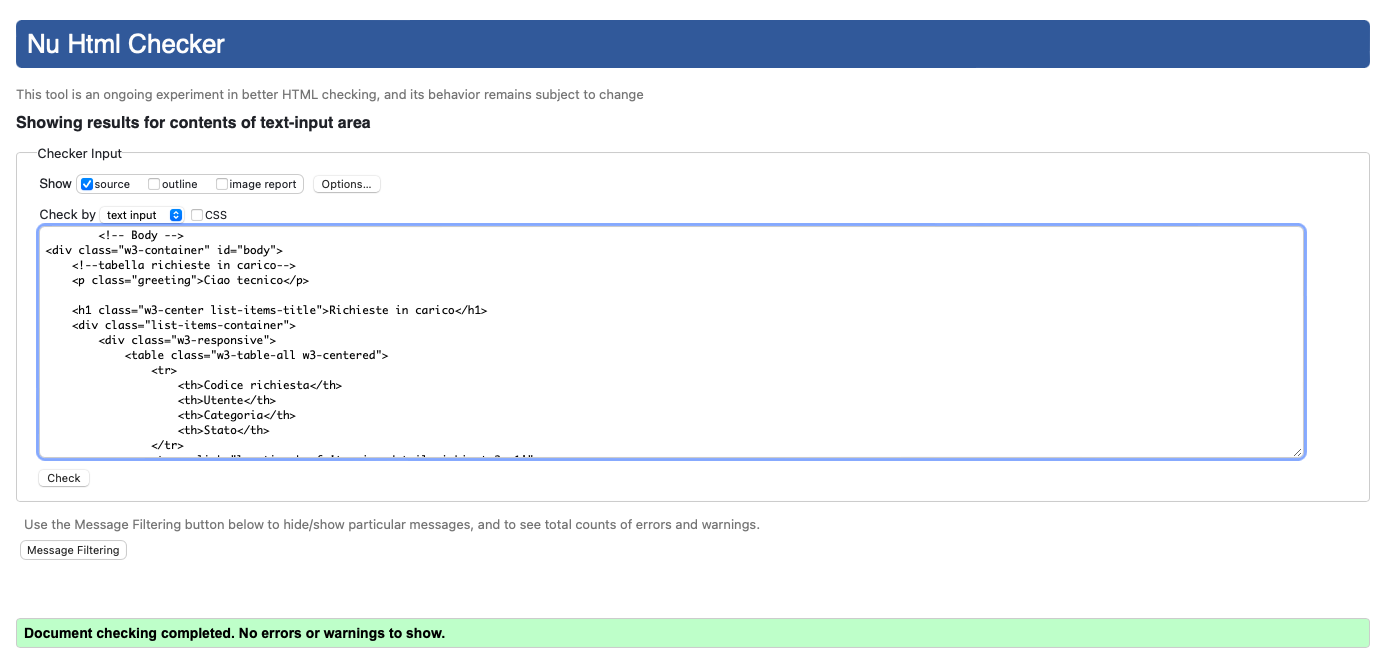 Nu Html Checker
This tool is an ongoing experiment in better HTML checking, and its behavior remains subject to change
Showing results for contents of text-input area
Checker Input
Show source outline image report Options...
Check by text input CSS
<!-- Body -->
<div class="w3-container" id="body">
<!--tabella richieste in carico-->
<p class="greeting">Ciao tecnico</p>
<h1 class="w3-center list-items-title">Richieste in carico</h1>
<div class="list-items-container">
<div class="w3-responsive">
<table class="w3-table-all w3-centered">
<tr>
<th>Codice richiesta</th>
<th>Utente</th>
<th>Categoria</th>
<th>Stato</th>
</tr>
Check
Use the Message Filtering button below to hide/show particular messages, and to see total counts of errors and warnings.
Message Filtering
Document checking completed. No errors or warnings to show.